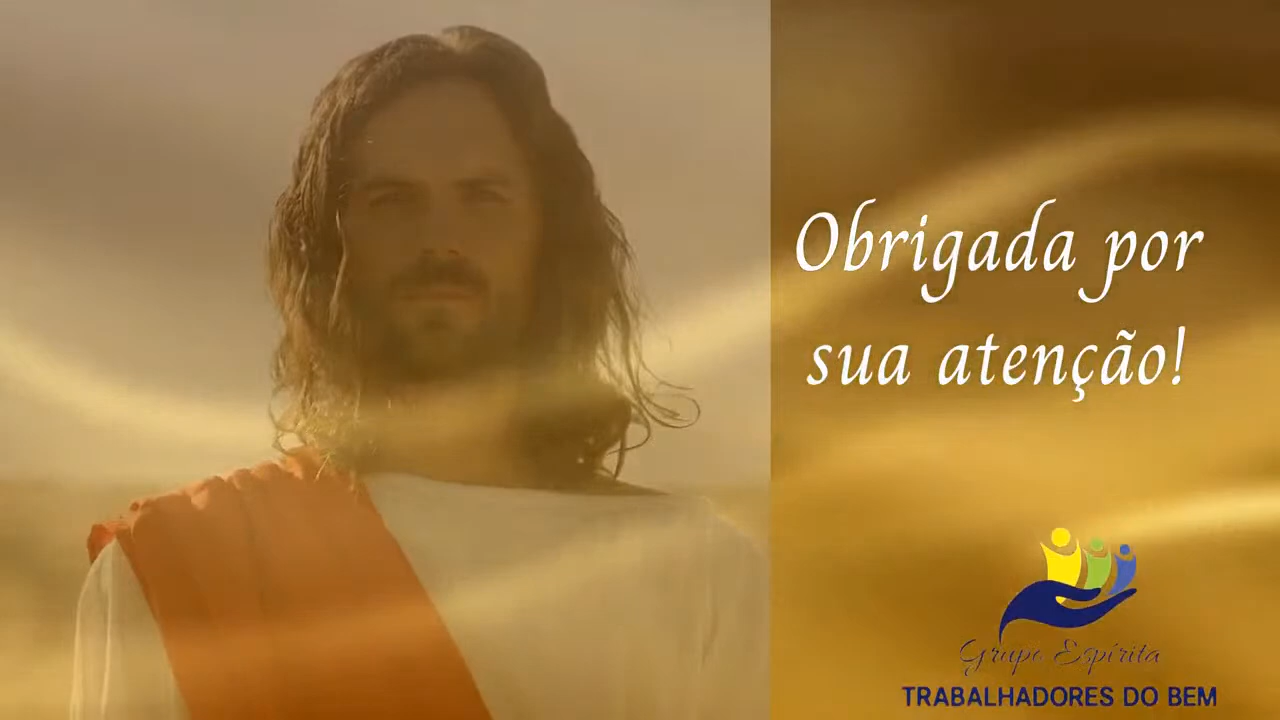 Obrigada por
sua atenção!
Grupo Espírita
TRABALHADORES DO BEM